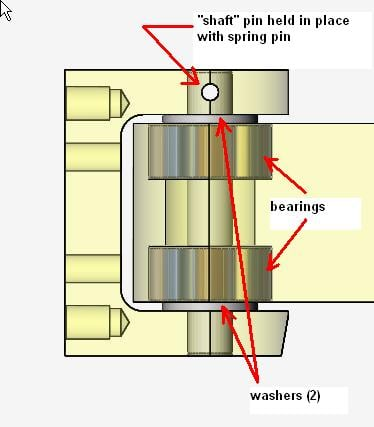 "shaft" pin held in place
with spring pin
bearings
washers (2)